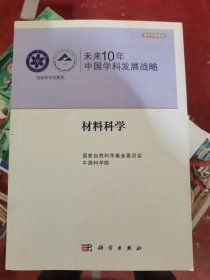 未来10年
中国学科发展战略
国家科学思想库
材料科学
国家自然科学基金委员会
中国科学院
科学出版社